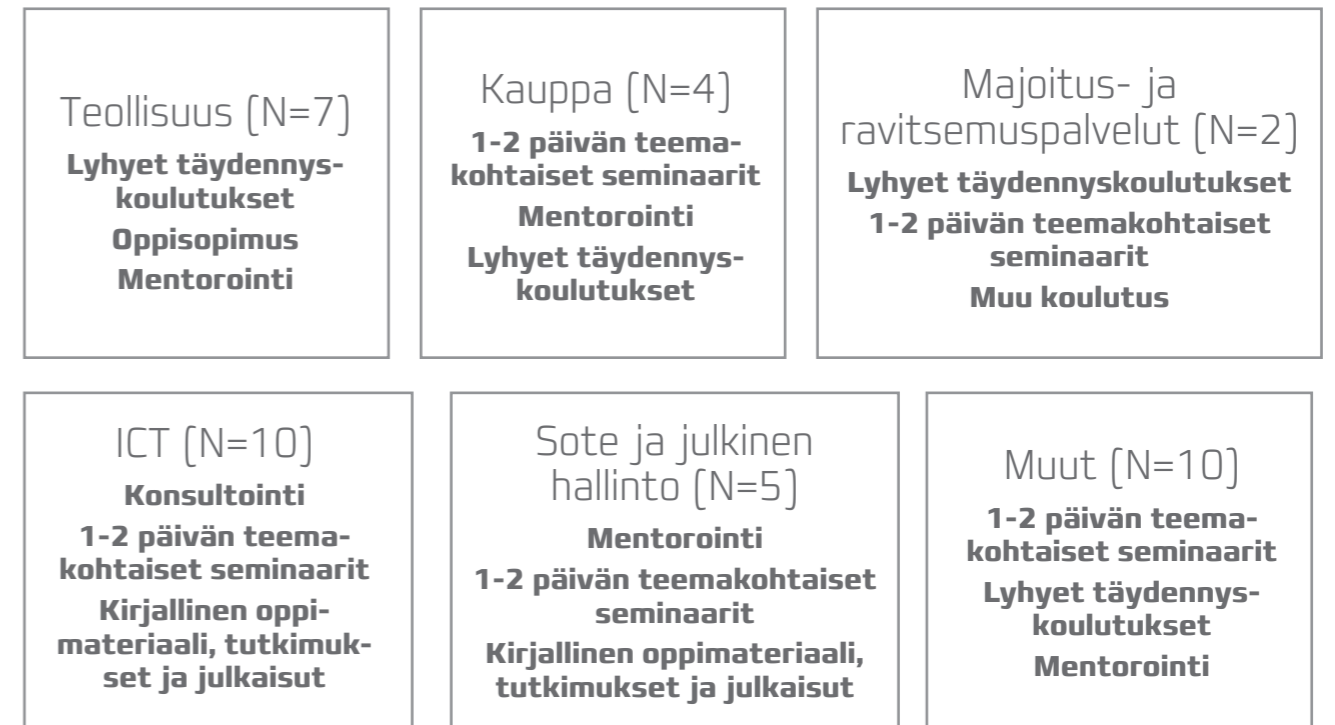 Teollisuus (N=7)
Lyhyet täydennys-
koulutukset
Oppisopimus
Mentorointi
Kauppa (N=4)
1-2 päivän teema-
kohtaiset seminaarit
Mentorointi
Lyhyet täydennys-
koulutukset
Majoitus- ja
ravitsemuspalvelut (N=2)
Lyhyet täydennyskoulutukset
1-2 päivän teemakohtaiset
seminaarit
Muu koulutus
ICT (N=10)
Konsultointi
1-2 päivän teema-
kohtaiset seminaarit
Kirjallinen oppi-
materiaali, tutkimuk-
set ja julkaisut
Sote ja julkinen
hallinto (N=5)
Mentorointi
1-2 päivän teemakohtaiset
seminaarit
Kirjallinen oppimateriaali,
tutkimukset ja julkaisut
Muut (N=10)
1-2 päivän teema-
kohtaiset seminaarit
Lyhyet täydennys-
koulutukset
Mentorointi